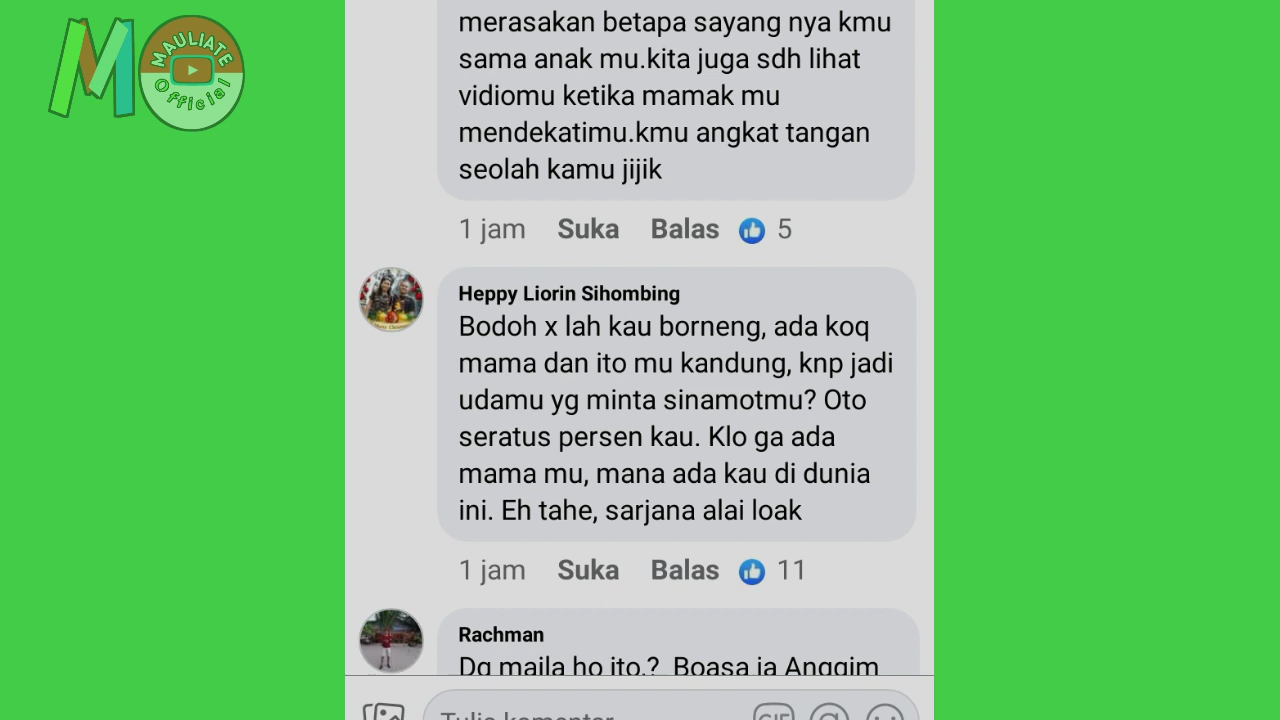 M
MAULIATE
Official
merasakan betapa sayang nya kmu
sama anak mu.kita juga sdh lihat
vidiomu ketika mamak mu
mendekatimu.kmu angkat tangan
seolah kamu jijik
1 jam Suka Balas 5
Heppy Liorin Sihombing
Bodoh x lah kau borneng, ada koq
mama dan ito mu kandung, knp jadi
udamu yg minta sinamotmu? Oto
seratus persen kau. Klo ga ada
mama mu, mana ada kau di dunia
ini. Eh tahe, sarjana alai loak
1 jam Suka Balas 11
Rachman
Dg maila ho ito.? Boasa ia Anggim
Tulis komentar
GIF